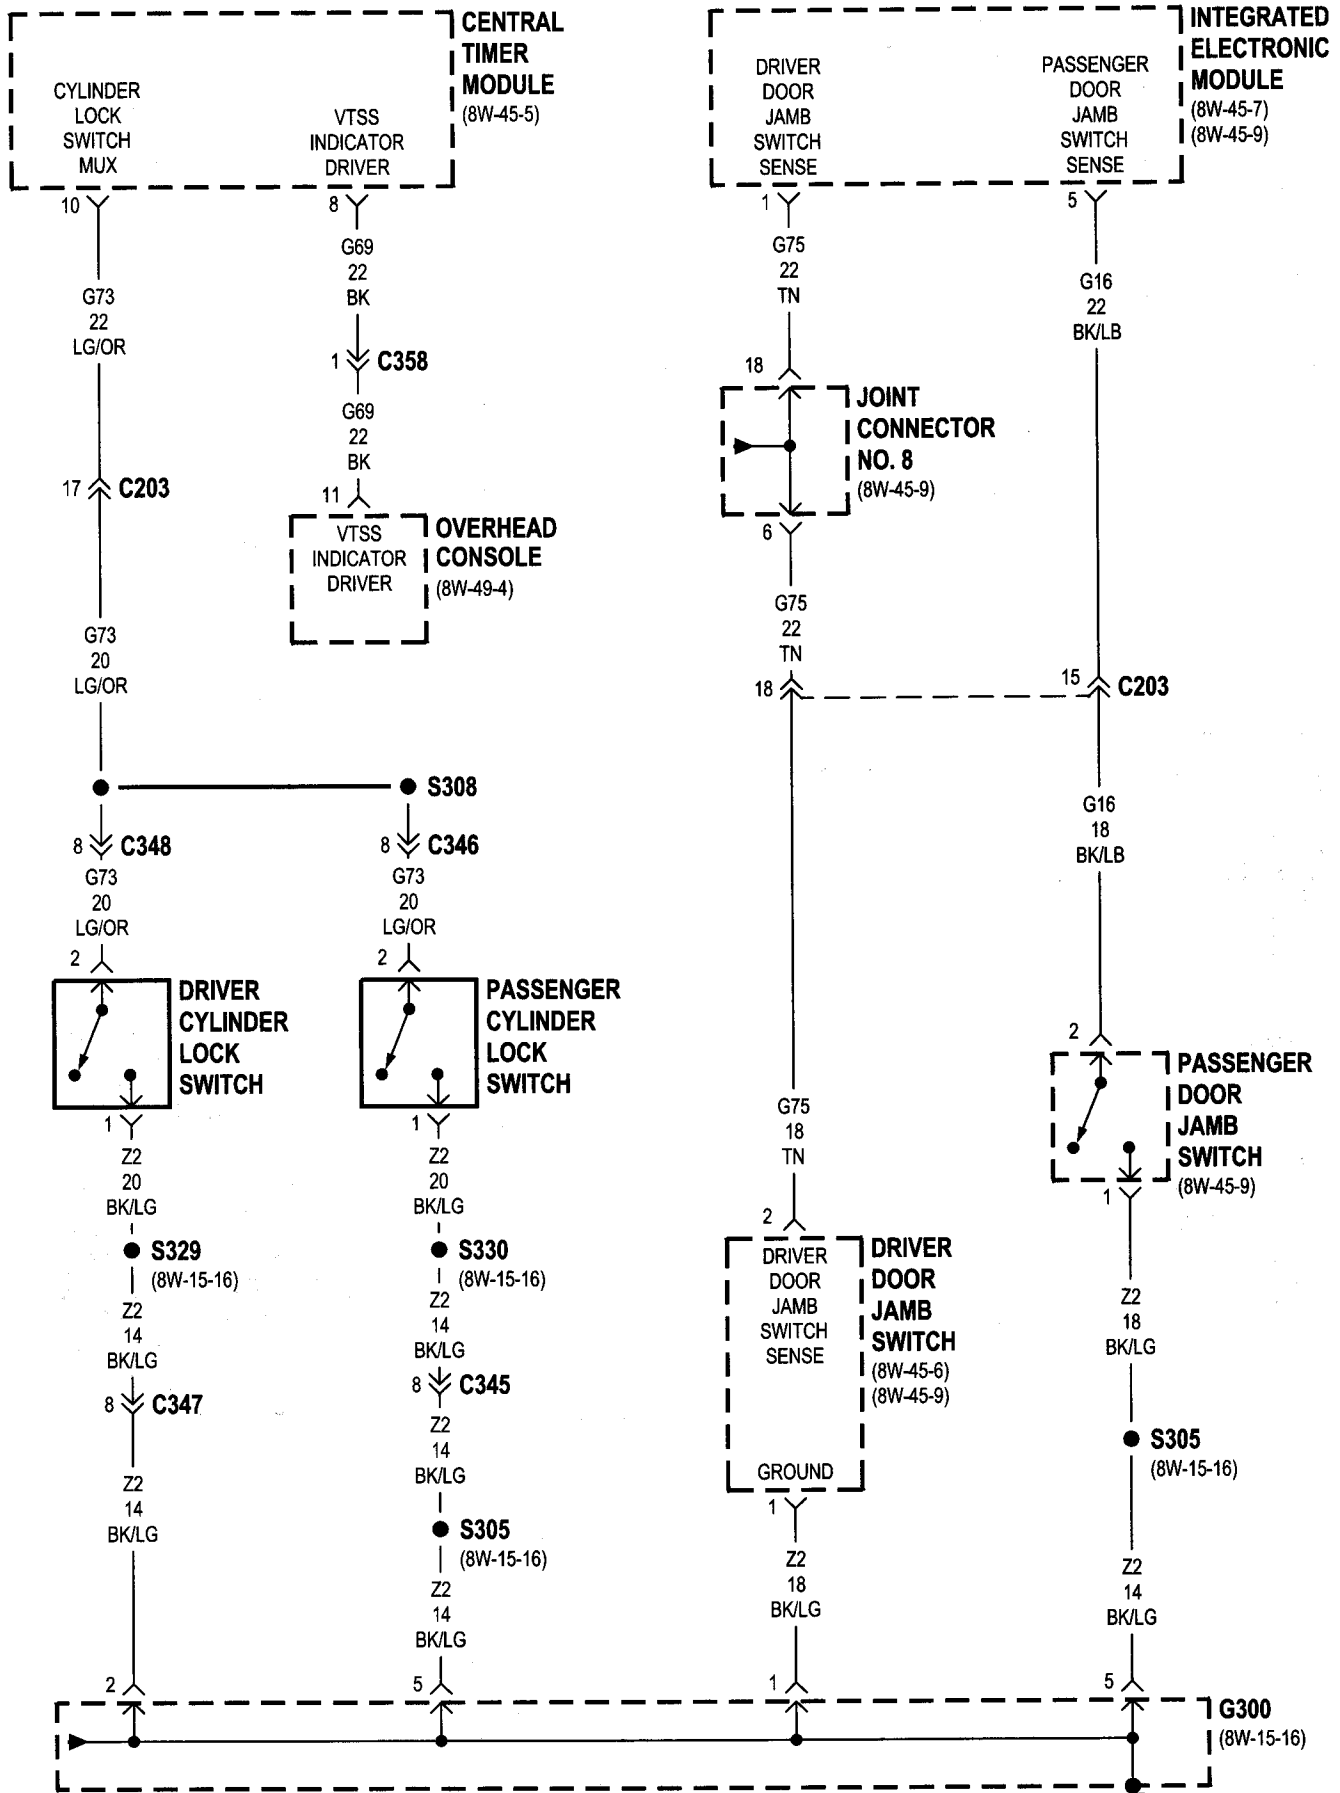 CENTRAL
TIMER
MODULE
(8W-45-5)
CYLINDER
LOCK
SWITCH
MUX
VTSS
INDICATOR
DRIVER
INTEGRATED
ELECTRONIC
MODULE
(8W-45-7)
(8W-45-9)
DRIVER
DOOR
JAMB
SWITCH
SENSE
PASSENGER
DOOR
JAMB
SWITCH
SENSE
10
8
1
5
G73
22
LG/OR
G69
22
BK
G75
22
TN
G16
22
BK/LB
1 C358
G69
22
BK
11
VTSS
INDICATOR
DRIVER
OVERHEAD
CONSOLE
(8W-49-4)
17 C203
G73
20
LG/OR
18
JOINT
CONNECTOR
NO. 8
(8W-45-9)
6
G75
22
TN
18
15 C203
S308
8 C348
8 C346
G73
20
LG/OR
G73
20
LG/OR
G16
18
BK/LB
2
2
DRIVER
CYLINDER
LOCK
SWITCH
PASSENGER
CYLINDER
LOCK
SWITCH
2
PASSENGER
DOOR
JAMB
SWITCH
(8W-45-9)
1
1
1
G75
18
TN
Z2
20
BK/LG
Z2
20
BK/LG
S329
(8W-15-16)
S330
(8W-15-16)
2
DRIVER
DOOR
JAMB
SWITCH
SENSE
GROUND
DRIVER
DOOR
JAMB
SWITCH
(8W-45-6)
(8W-45-9)
Z2
14
BK/LG
Z2
14
BK/LG
Z2
18
BK/LG
8 C347
8 C345
Z2
14
BK/LG
Z2
14
BK/LG
S305
(8W-15-16)
S305
(8W-15-16)
1
Z2
14
BK/LG
Z2
18
BK/LG
Z2
14
BK/LG
2
5
1
5
G300
(8W-15-16)